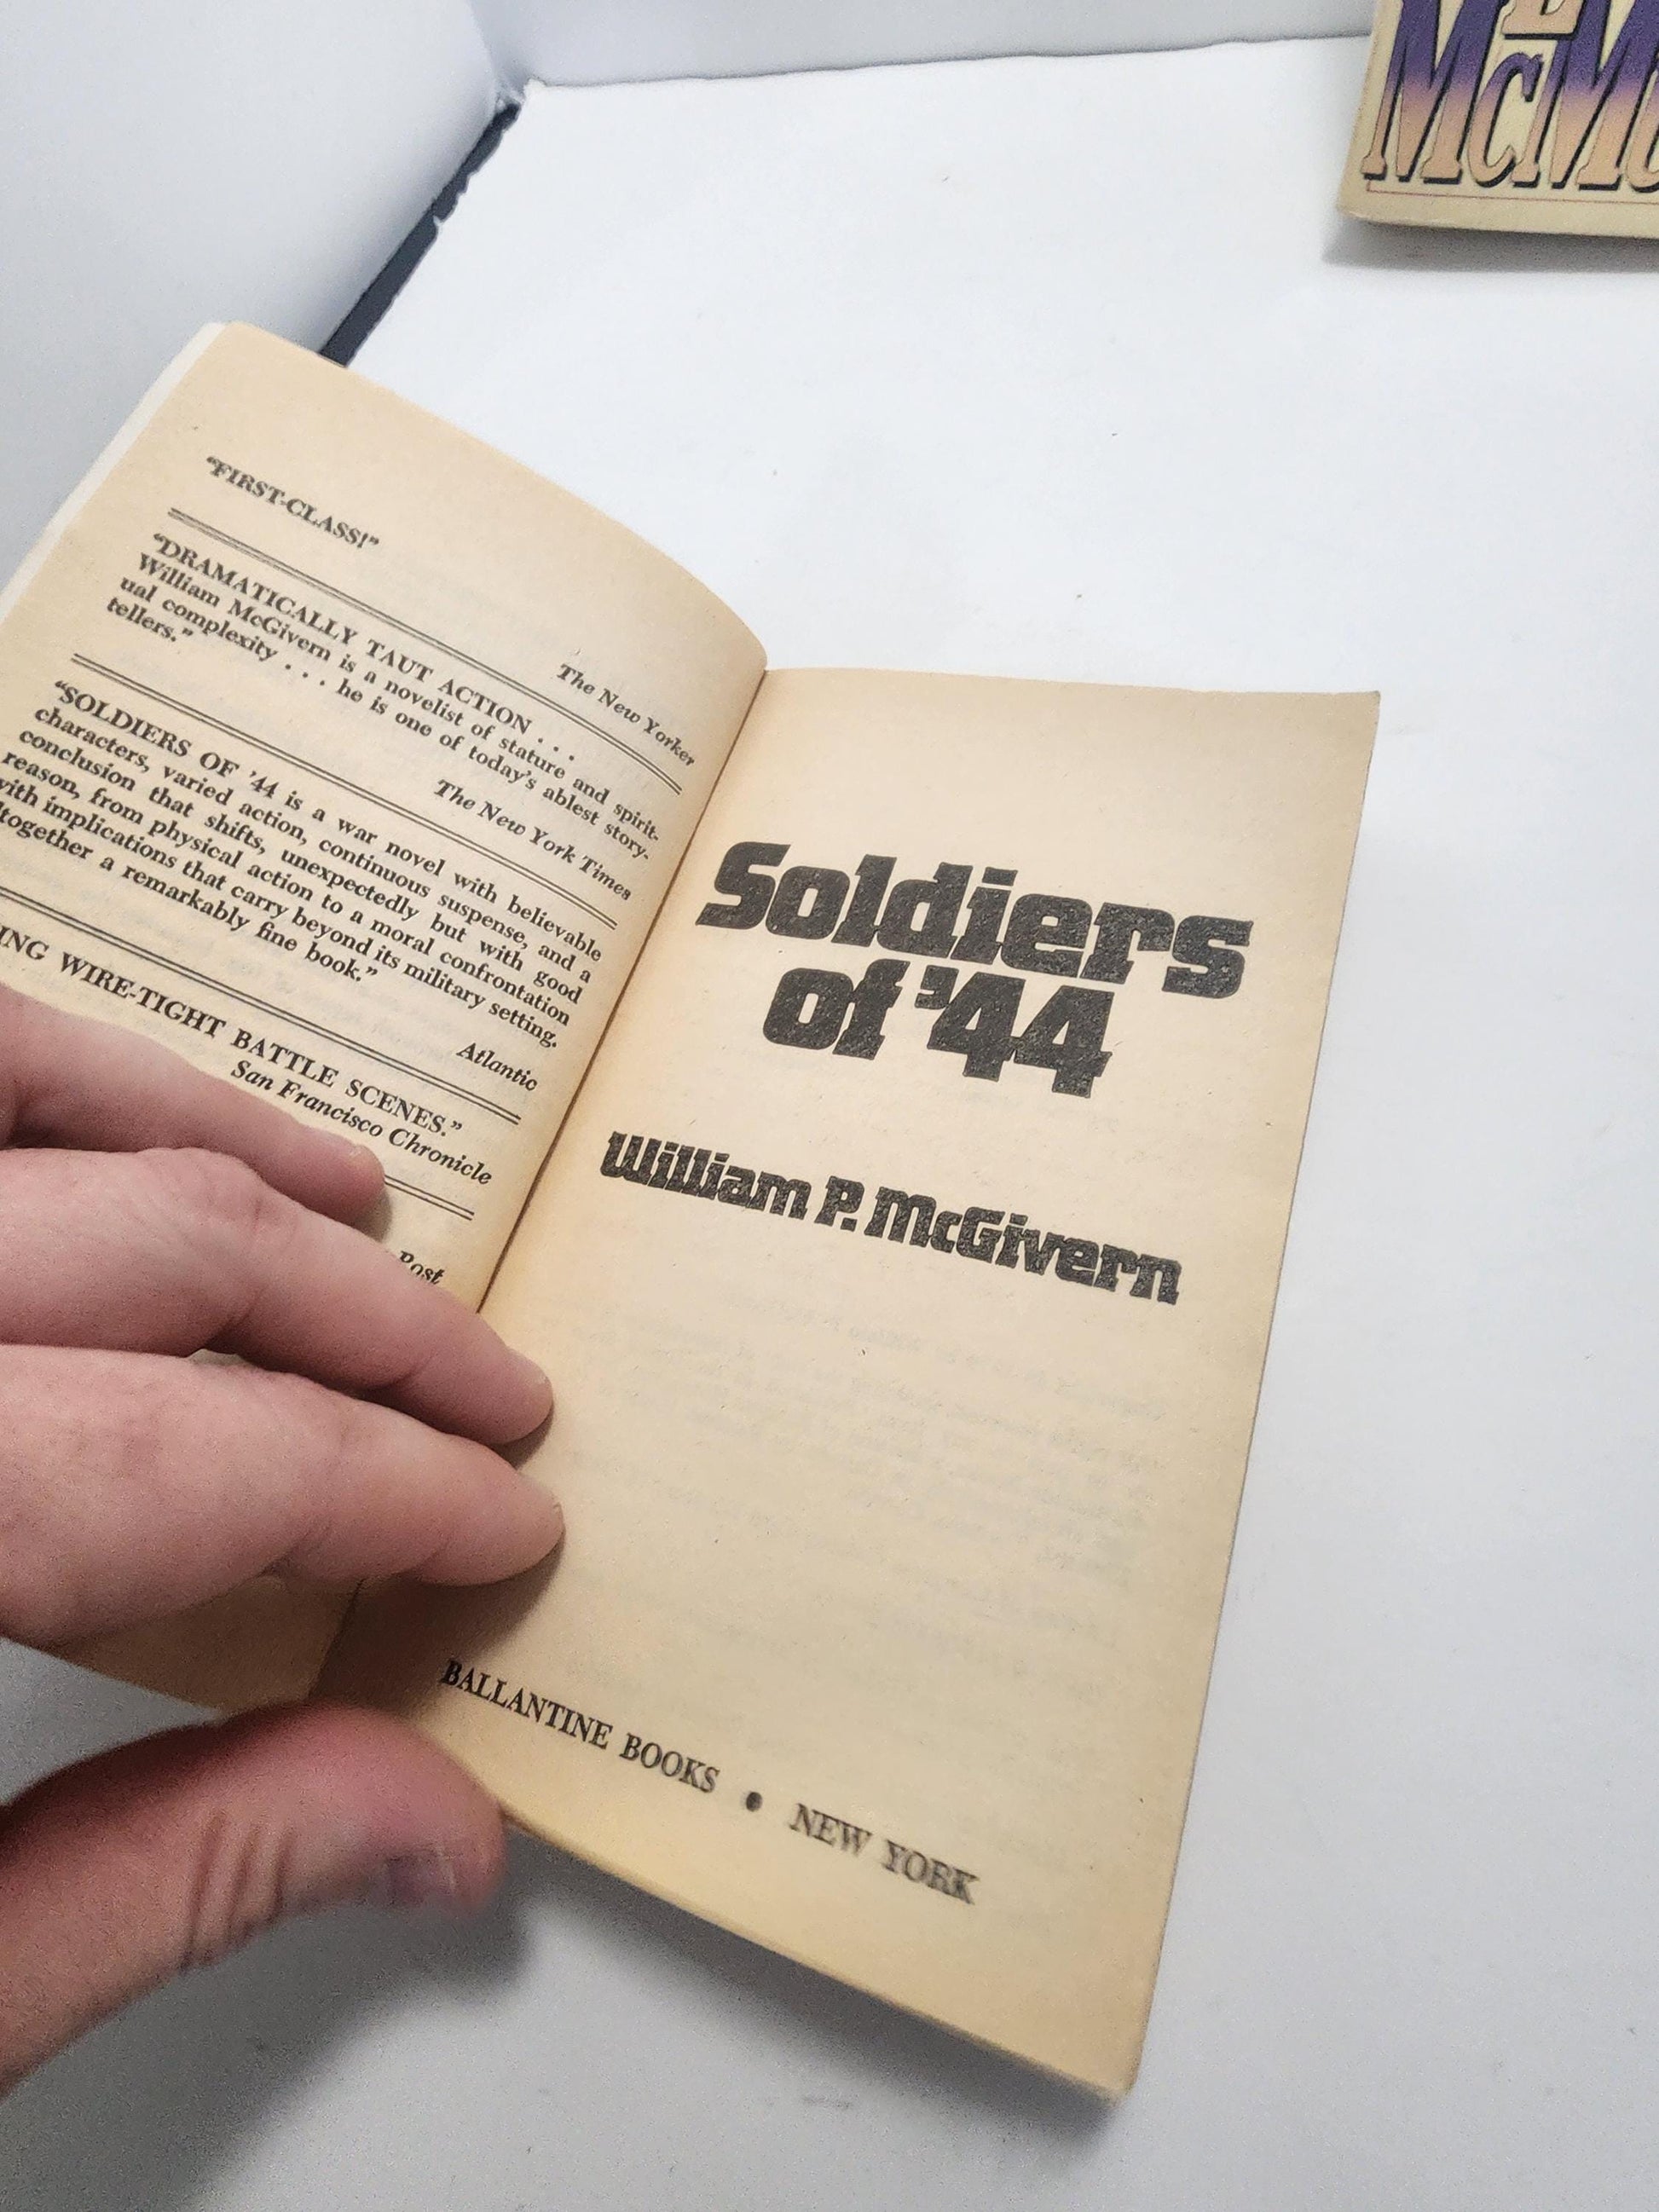 “FIRST-CLASS!”
The New Yorker
“DRAMATICALLY TAUT ACTION . . .
William McGivern is a novelist of stature and spirit-
ual complexity . . . he is one of today’s ablest story-
tellers.”
The New York Times
“SOLDIERS OF ’44 is a war novel with believable
characters, varied action, continuous suspense, and a
conclusion that shifts, unexpectedly but with good
reason, from physical action to a moral confrontation
with implications that carry beyond its military setting.
together a remarkably fine book.”
Atlantic
WIRE-TIGHT BATTLE SCENES.”
San Francisco Chronicle
Post
Soldiers
of ’44
William P. McGivern
BALLANTINE BOOKS • NEW YORK